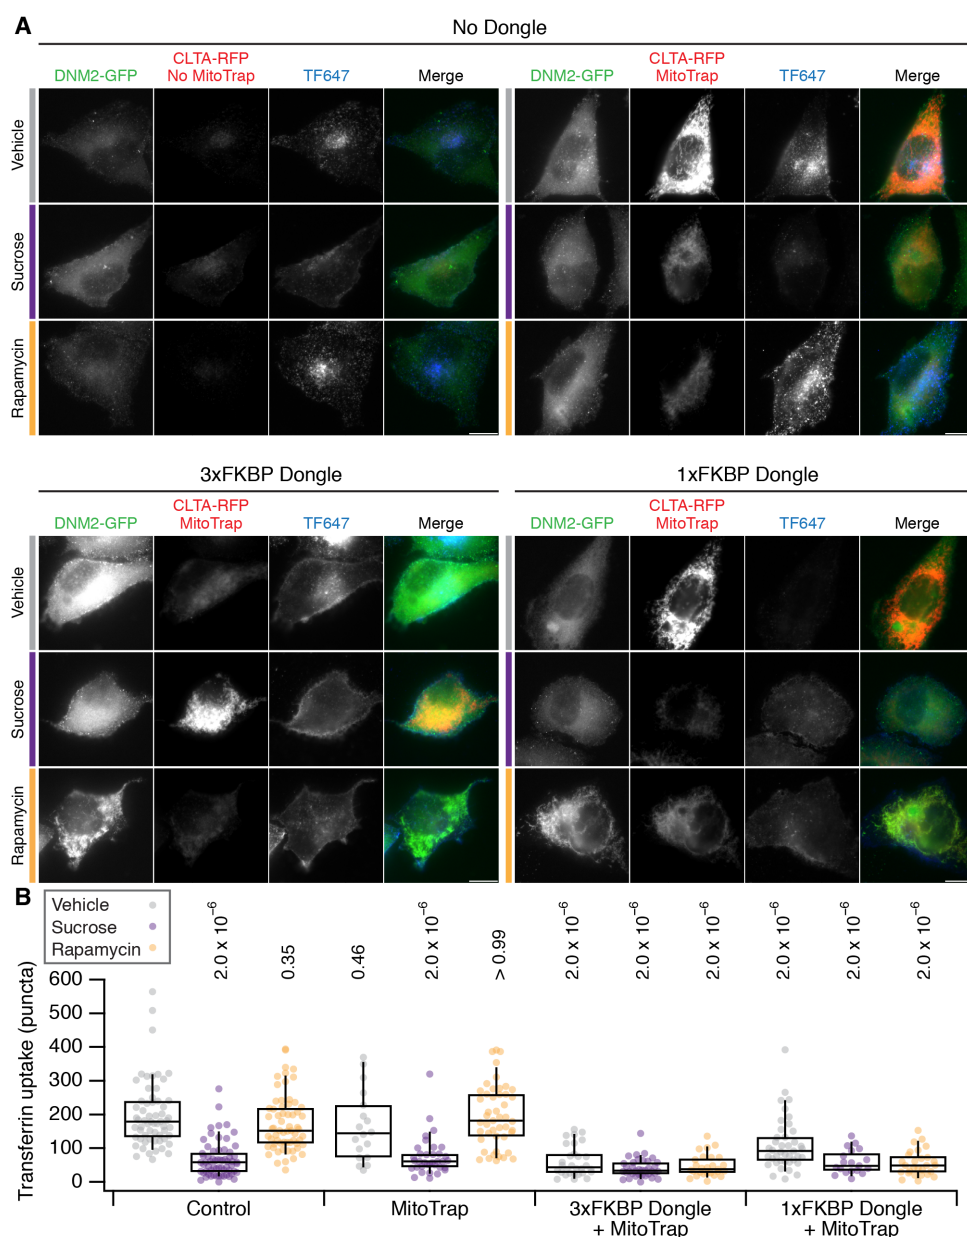 A
No Dongle
DNM2-GFP
CLTA-RFP
No MitoTrap
TF647
Merge
DNM2-GFP
CLTA-RFP
MitoTrap
TF647
Merge
Vehicle
Sucrose
Rapamycin
3xFKBP Dongle
1xFKBP Dongle
DNM2-GFP
CLTA-RFP
MitoTrap
TF647
Merge
DNM2-GFP
CLTA-RFP
MitoTrap
TF647
Merge
Vehicle
Sucrose
Rapamycin
B
Vehicle
Sucrose
Rapamycin
2.0 x 10⁻⁶
0.35
0.46
2.0 x 10⁻⁶
> 0.99
2.0 x 10⁻⁶
2.0 x 10⁻⁶
2.0 x 10⁻⁶
2.0 x 10⁻⁶
2.0 x 10⁻⁶
2.0 x 10⁻⁶
Transferrin uptake (puncta)
600
500
400
300
200
100
0
Control
MitoTrap
3xFKBP Dongle
+ MitoTrap
1xFKBP Dongle
+ MitoTrap